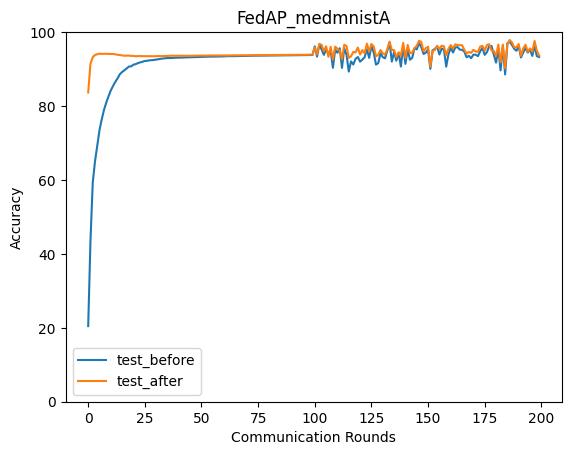 FedAP_medmnistA
Accuracy
100
80
60
40
20
0
test_before
test_after
0 25 50 75 100 125 150 175 200
Communication Rounds